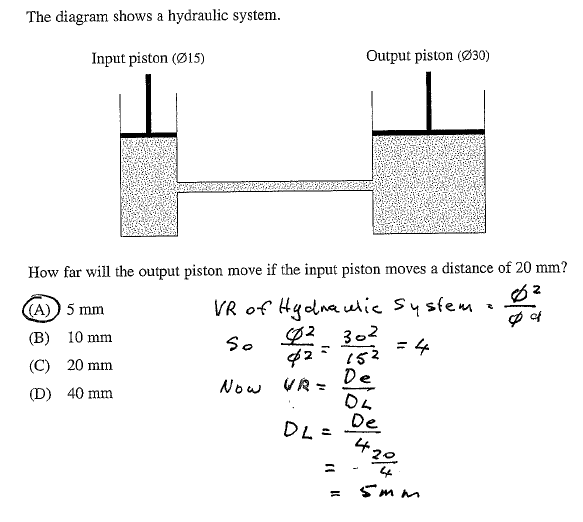 The diagram shows a hydraulic system.
Input piston (Ø15)
Output piston (Ø30)
How far will the output piston move if the input piston moves a distance of 20 mm?
(A) 5 mm
(B) 10 mm
(C) 20 mm
(D) 40 mm
VR of Hydraulic System = Ø² / Ø
So Ø² / Ø² = 30² / 15² = 4
Now VR = De / DL
DL = De / 4
= 20 / 4
= 5mm